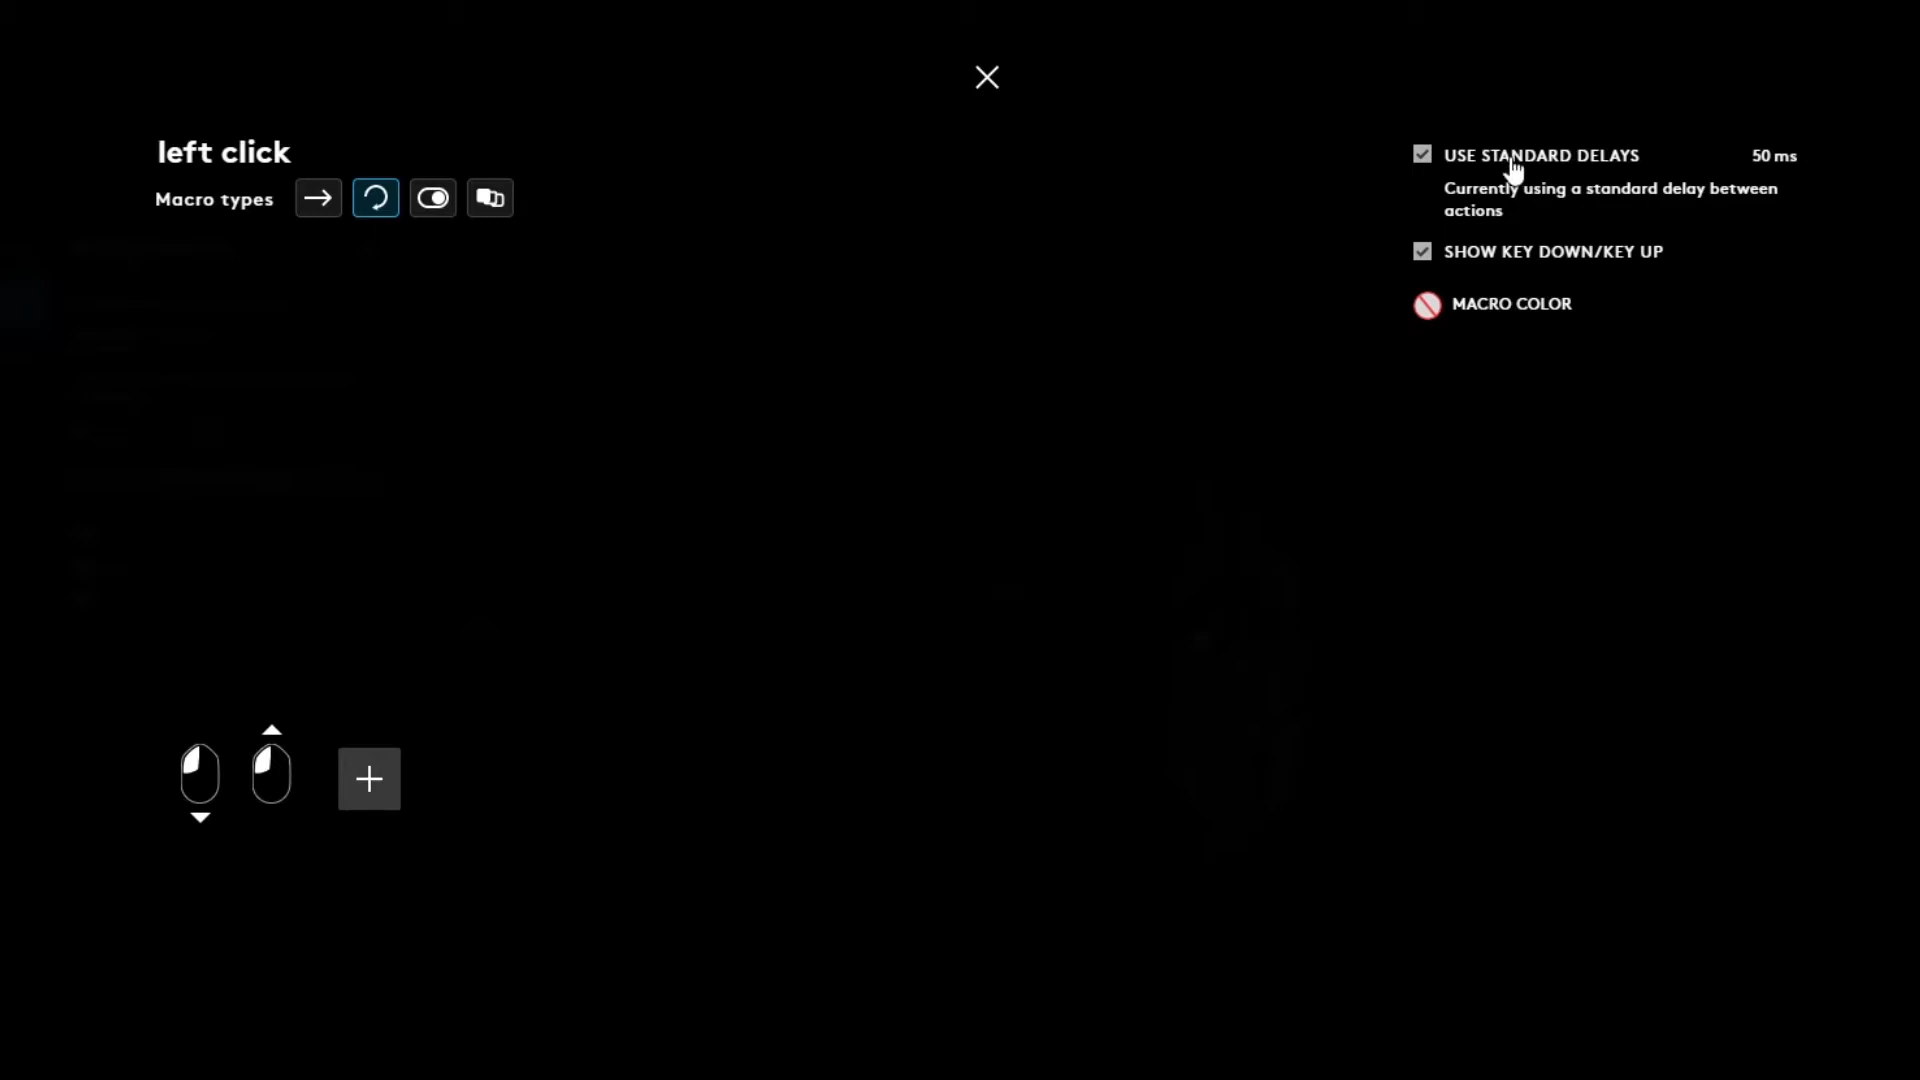 left click
Macro types
USE STANDARD DELAYS 50 ms
Currently using a standard delay between
actions
SHOW KEY DOWN/KEY UP
MACRO COLOR